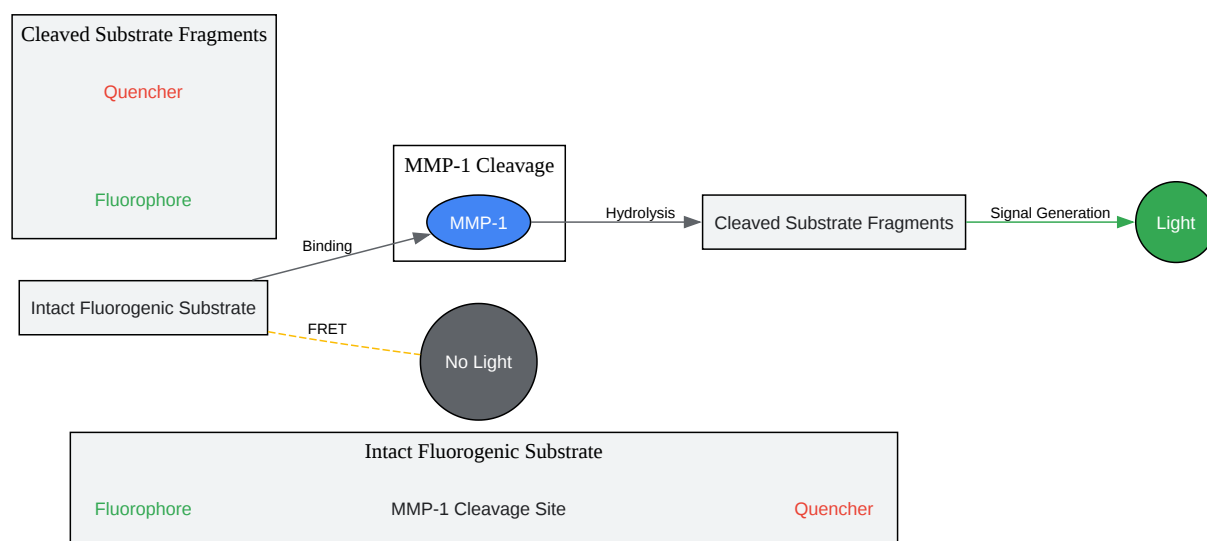 Cleaved Substrate Fragments
Quencher
Fluorophore
MMP-1 Cleavage
MMP-1
Binding
Hydrolysis
Cleaved Substrate Fragments
Signal Generation
Light
Intact Fluorogenic Substrate
FRET
No Light
Intact Fluorogenic Substrate
Fluorophore
MMP-1 Cleavage Site
Quencher